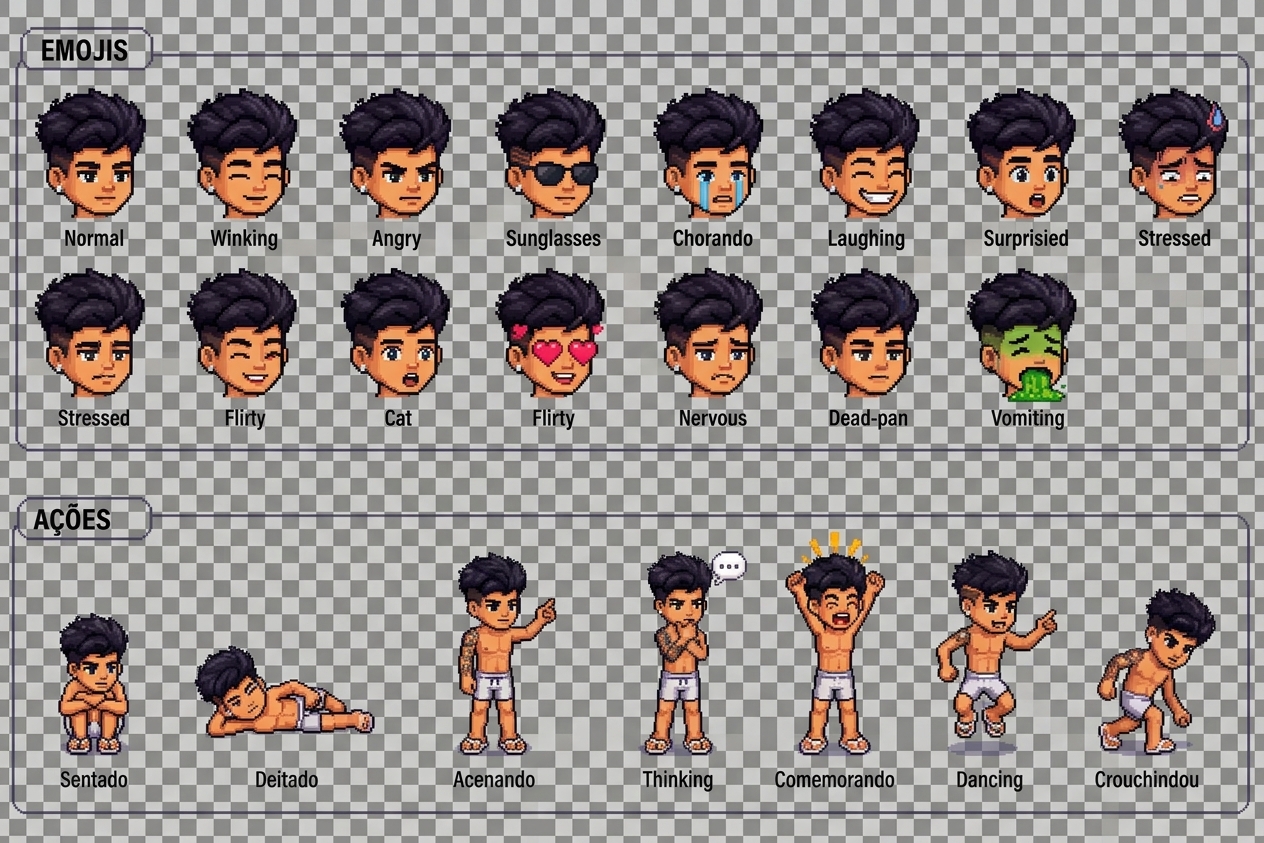 EMOJIS
Normal Winking Angry Sunglasses Chorando Laughing Surprisied Stressed
Stressed Flirty Cat Flirty Nervous Dead-pan Vomiting
AÇÕES
Sentado Deitado Acenando Thinking Comemorando Dancing Crouchindou